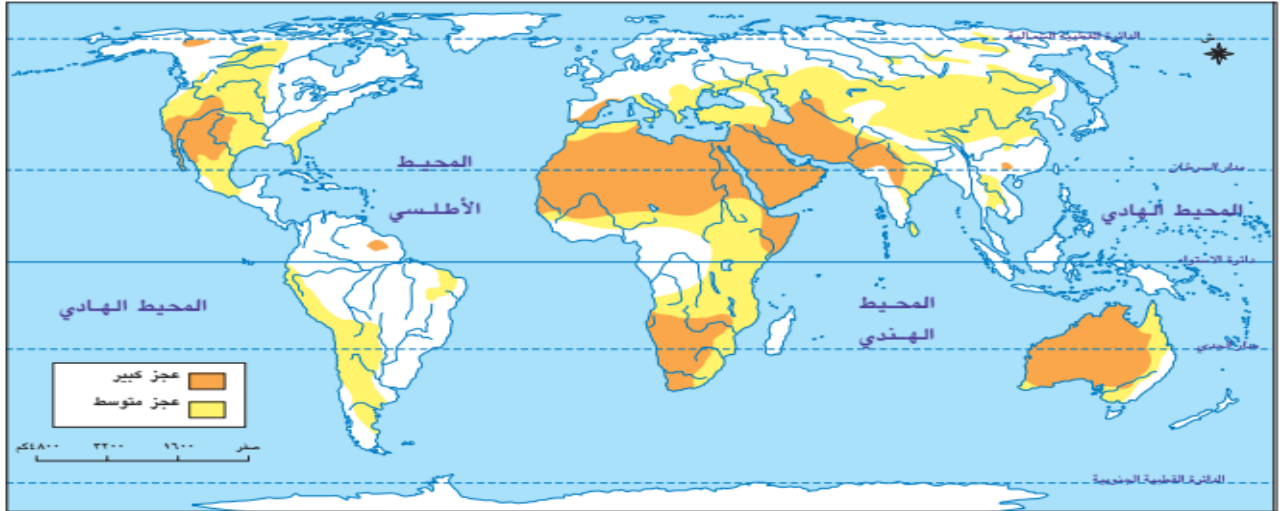 الدائرة القطبية الشمالية
ش
المحيط
الأطلسي
مدار السرطان
المحيط الهادي
دائرة الاستواء
المحيط الهادي
المحيط
الهندي
مدار الجدي
عجز كبير
عجز متوسط
صفر ١٦٠٠ ٣٢٠٠ ٤٨٠٠كم
الدائرة القطبية الجنوبية